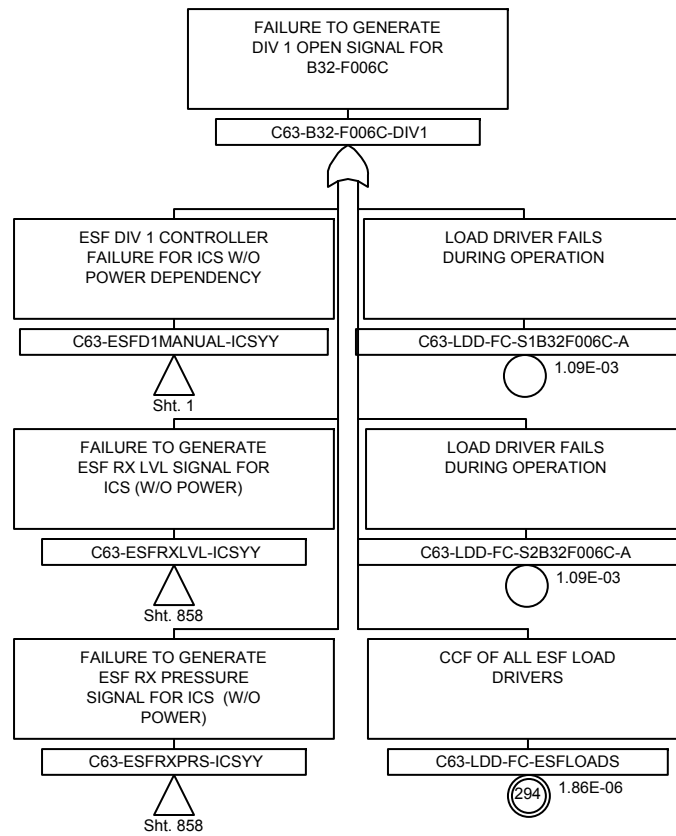 FAILURE TO GENERATE
DIV 1 OPEN SIGNAL FOR
B32-F006C
C63-B32-F006C-DIV1
ESF DIV 1 CONTROLLER
FAILURE FOR ICS W/O
POWER DEPENDENCY
C63-ESFD1MANUAL-ICSYY
Sht. 1
LOAD DRIVER FAILS
DURING OPERATION
C63-LDD-FC-S1B32F006C-A
1.09E-03
FAILURE TO GENERATE
ESF RX LVL SIGNAL FOR
ICS (W/O POWER)
C63-ESFRXLVL-ICSYY
Sht. 858
LOAD DRIVER FAILS
DURING OPERATION
C63-LDD-FC-S2B32F006C-A
1.09E-03
FAILURE TO GENERATE
ESF RX PRESSURE
SIGNAL FOR ICS (W/O
POWER)
C63-ESFRXPRS-ICSYY
Sht. 858
CCF OF ALL ESF LOAD
DRIVERS
C63-LDD-FC-ESFLOADS
294
1.86E-06